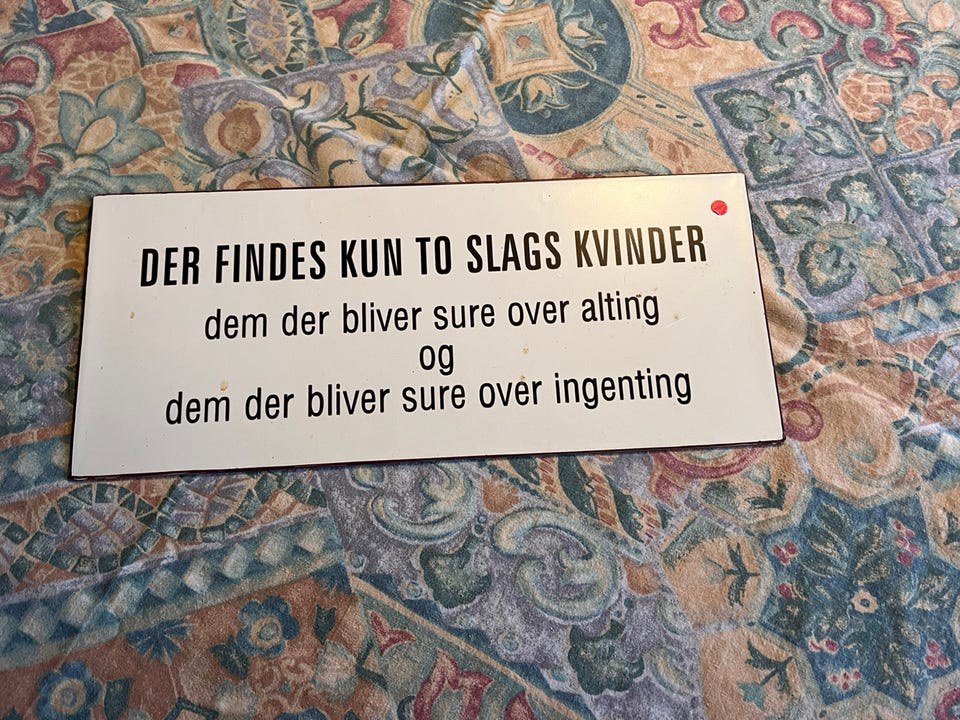 DER FINDES KUN TO SLAGS KVINDER
dem der bliver sure over alting
og
dem der bliver sure over ingenting